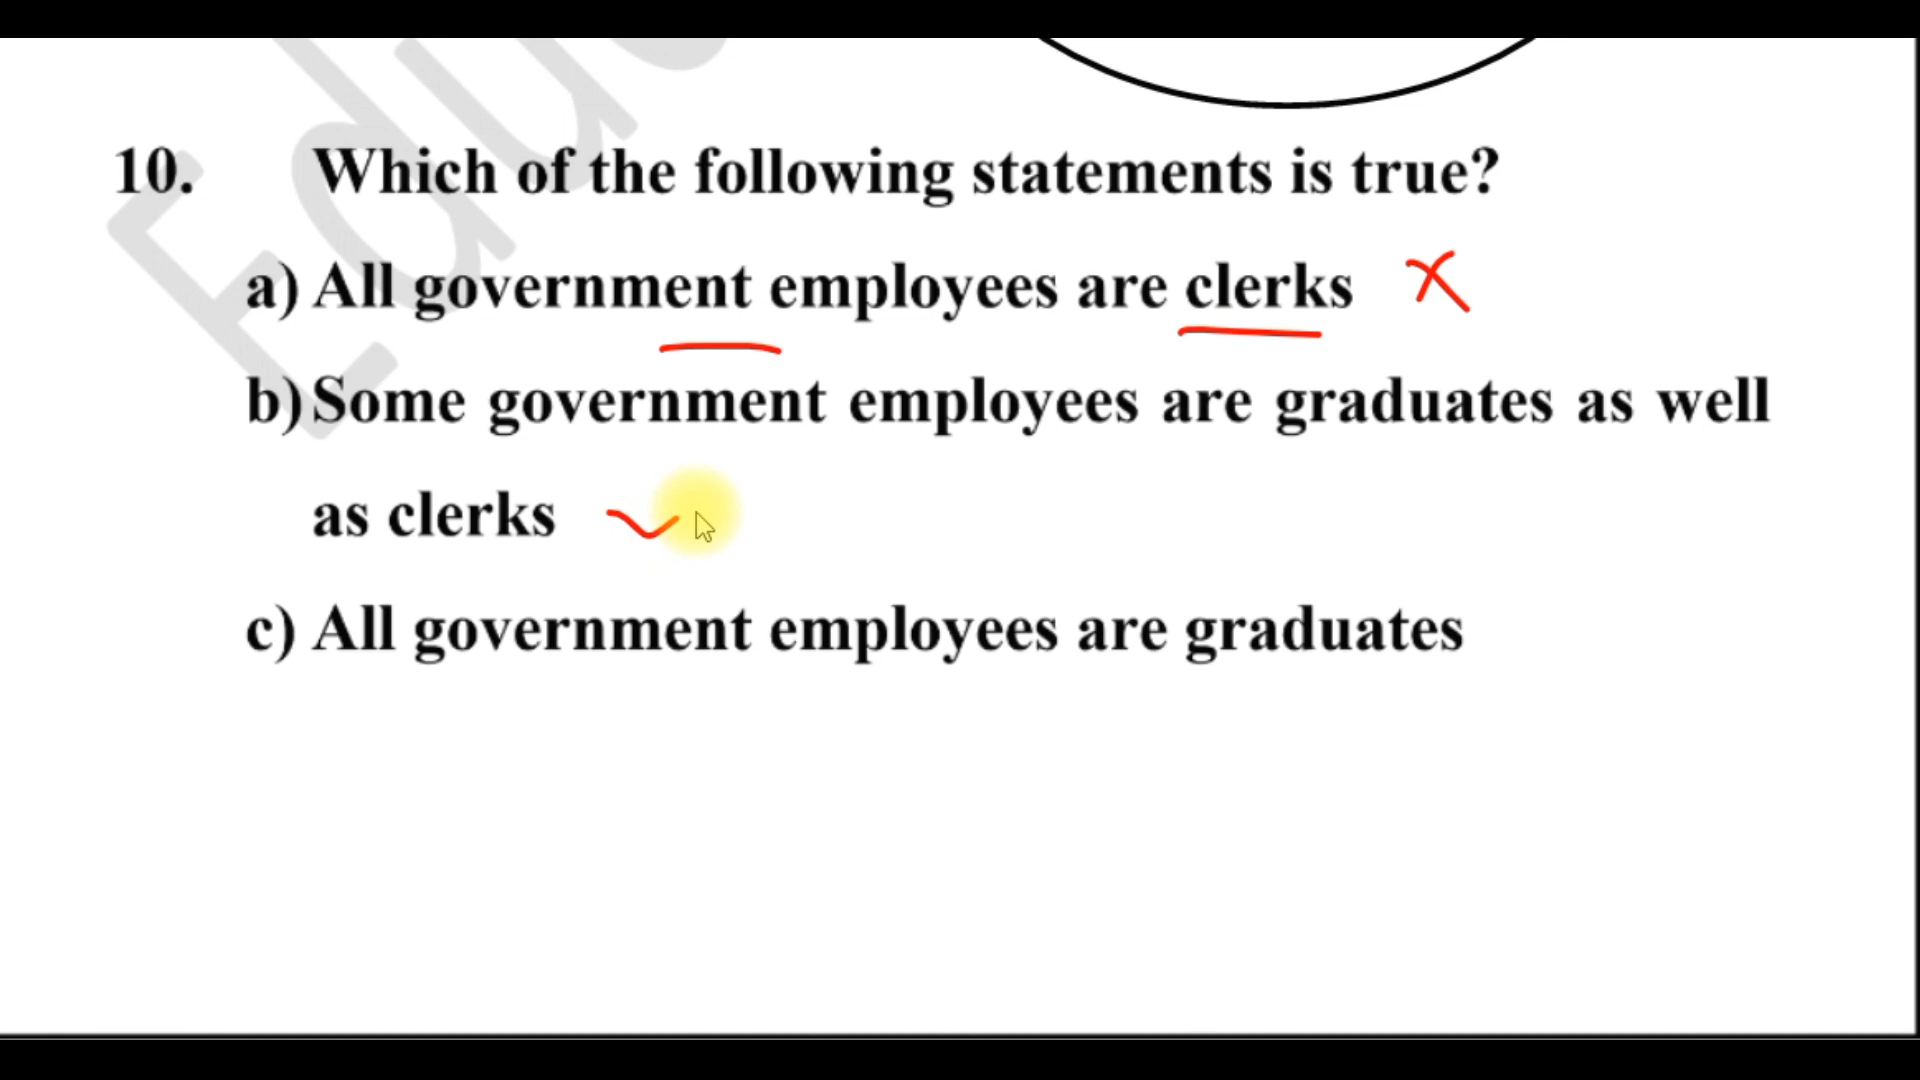 10. Which of the following statements is true?
a) All government employees are clerks
b) Some government employees are graduates as well
as clerks
c) All government employees are graduates